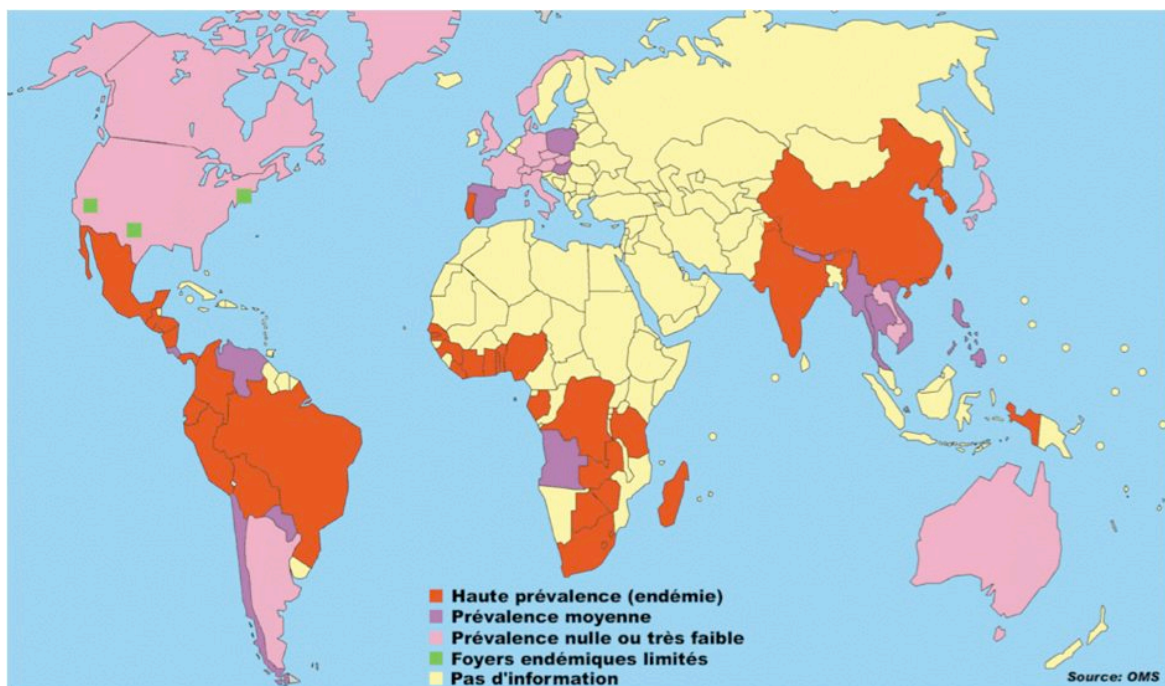 Haute prévalence (endémie)
Prévalence moyenne
Prévalence nulle ou très faible
Foyers endémiques limités
Pas d'information
Source: OMS